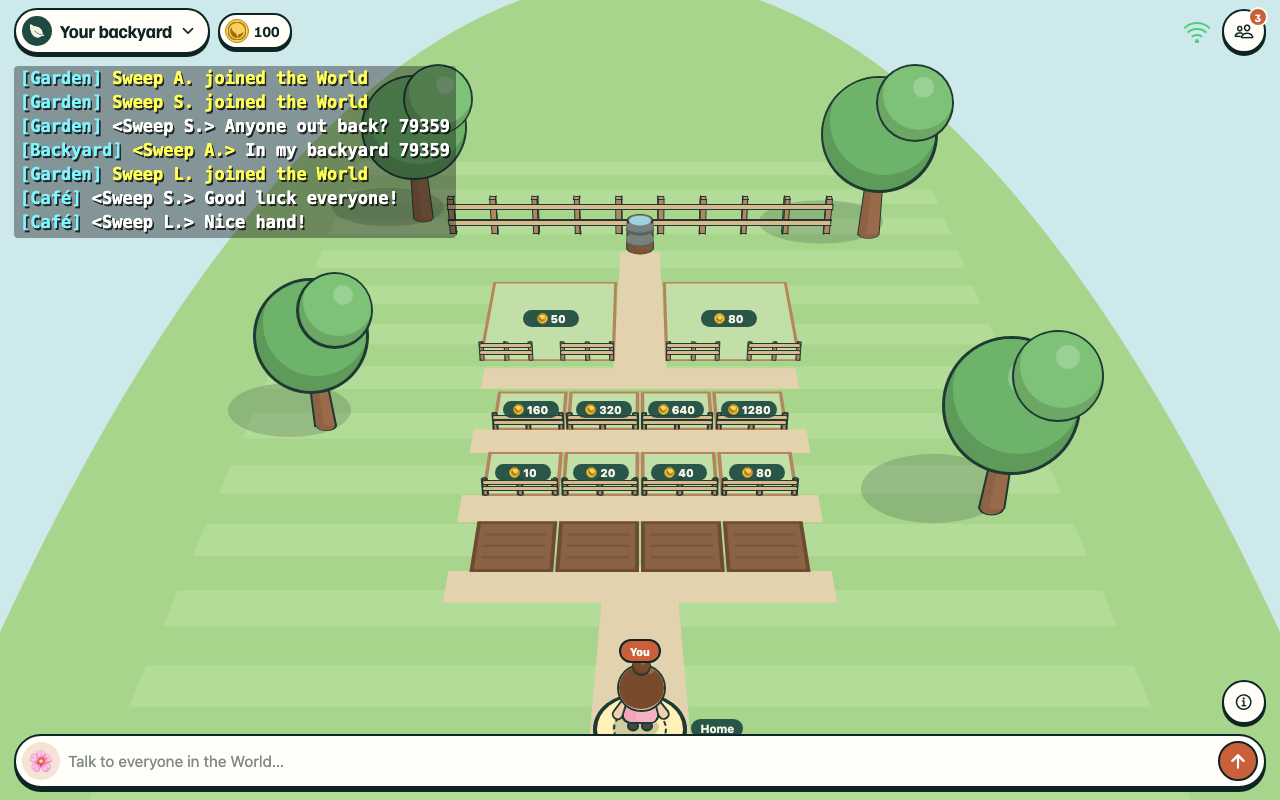 Your backyard
100
3
[Garden] Sweep A. joined the World
[Garden] Sweep S. joined the World
[Garden] <Sweep S.> Anyone out back? 79359
[Backyard] <Sweep A.> In my backyard 79359
[Garden] Sweep L. joined the World
[Café] <Sweep S.> Good luck everyone!
[Café] <Sweep L.> Nice hand!
50
80
160
320
640
1280
10
20
40
80
You
Home
Talk to everyone in the World...